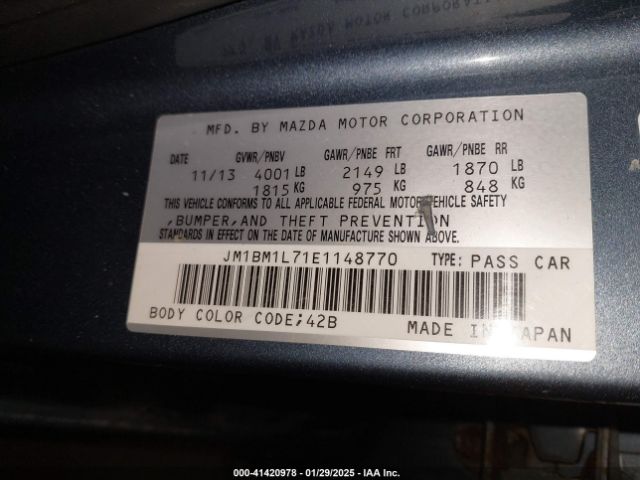 MFD. BY MAZDA MOTOR CORPORATION
DATE GVWR/PNBV GAWR/PNBE FRT GAWR/PNBE RR
11/13 4001 LB 2149 LB 1870 LB
1815 KG 975 KG 848 KG
THIS VEHICLE CONFORMS TO ALL APPLICABLE FEDERAL MOTOR VEHICLE SAFETY
,BUMPER,AND THEFT PREVENTION
STANDARDS IN EFFECT ON THE DATE OF MANUFACTURE SHOWN ABOVE.
JM1BM1L71E1148770 TYPE: PASS CAR
BODY COLOR CODE;42B MADE IN JAPAN
000-41420978 - 01/29/2025 - IAA Inc.